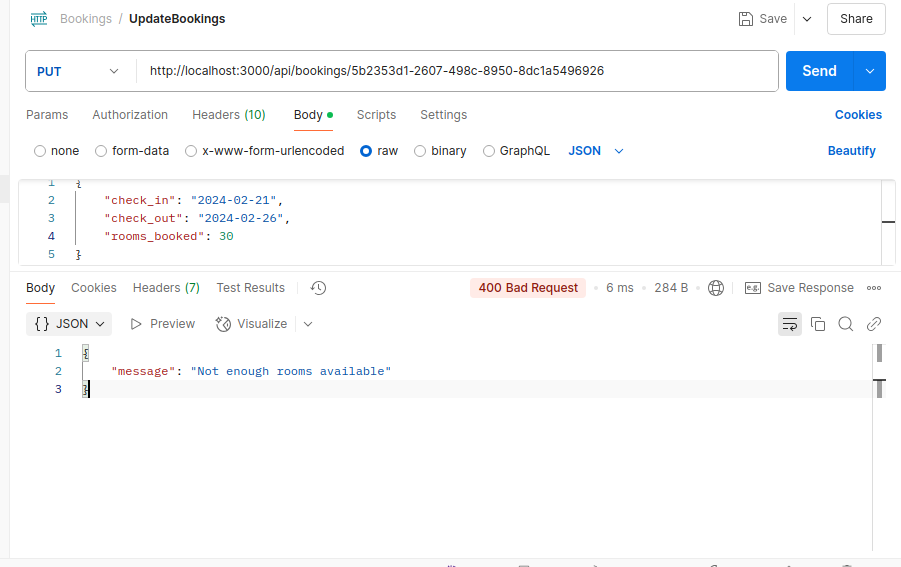 HTTP Bookings / UpdateBookings Save Share
PUT http://localhost:3000/api/bookings/5b2353d1-2607-498c-8950-8dc1a5496926 Send
Params Authorization Headers (10) Body Scripts Settings Cookies
none form-data x-www-form-urlencoded raw binary GraphQL JSON Beautify
1 {
2 "check_in": "2024-02-21",
3 "check_out": "2024-02-26",
4 "rooms_booked": 30
5 }
Body Cookies Headers (7) Test Results 400 Bad Request 6 ms 284 B e.g. Save Response
{} JSON Preview Visualize
1 {
2 "message": "Not enough rooms available"
3 }